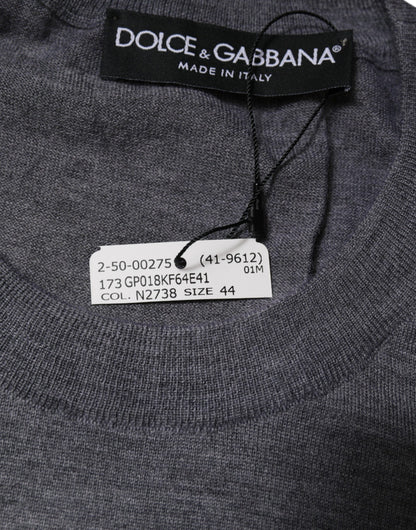 DOLCE & GABBANA®
MADE IN ITALY
2-50-00275 (41-9612)
01M
173 GP018KF64E41
COL. N2738 SIZE 44